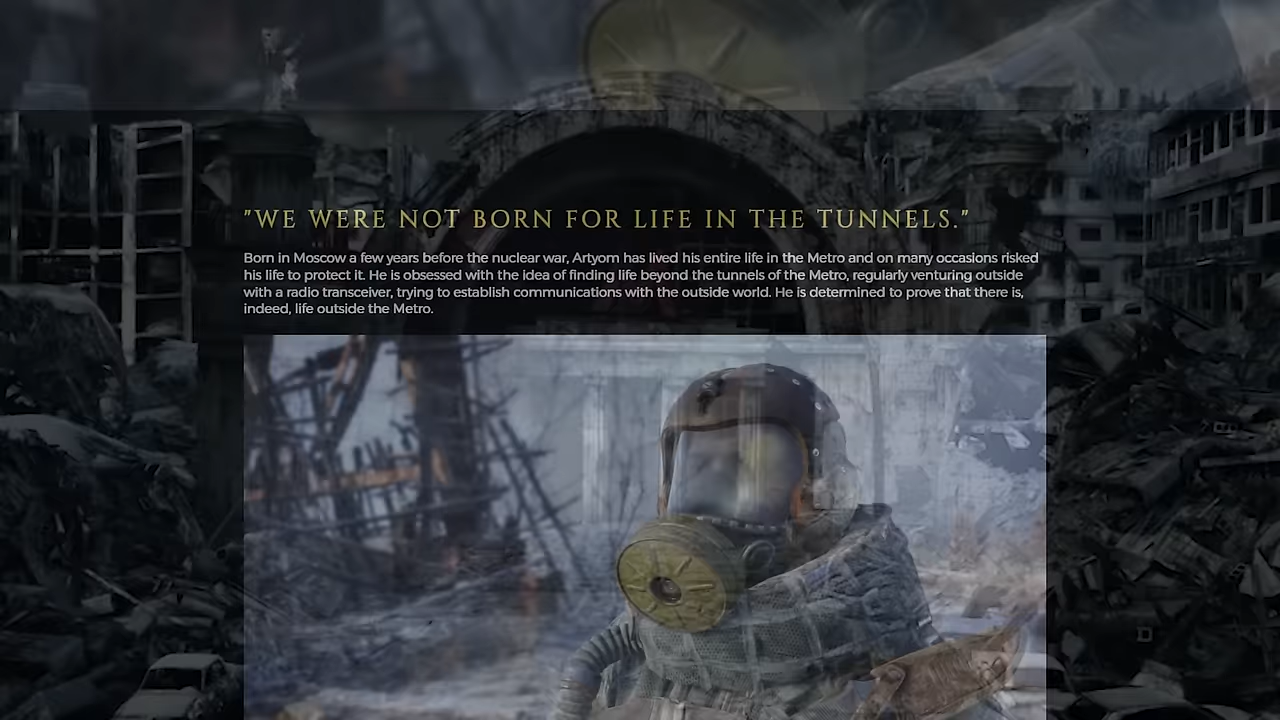 "WE WERE NOT BORN FOR LIFE IN THE TUNNELS."
Born in Moscow a few years before the nuclear war, Artyom has lived his entire life in the Metro and on many occasions risked
his life to protect it. He is obsessed with the idea of finding life beyond the tunnels of the Metro, regularly venturing outside
with a radio transceiver, trying to establish communications with the outside world. He is determined to prove that there is,
indeed, life outside the Metro.